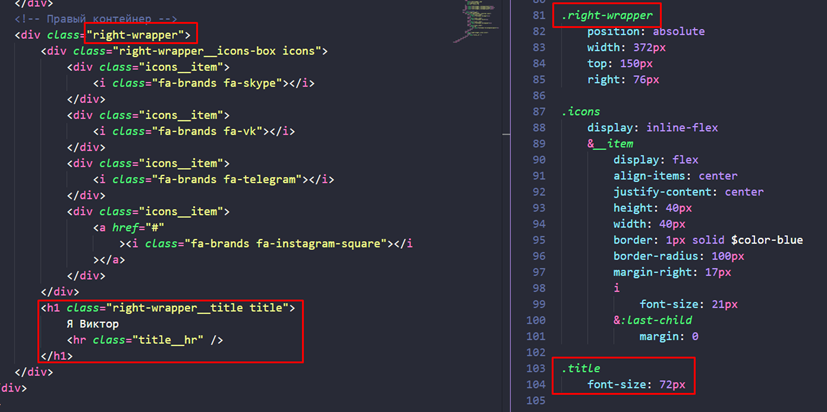 </div>
<!-- Правый контейнер -->
<div class="right-wrapper">
<div class="right-wrapper__icons-box icons">
<div class="icons__item">
<i class="fa-brands fa-skype"></i>
</div>
<div class="icons__item">
<i class="fa-brands fa-vk"></i>
</div>
<div class="icons__item">
<i class="fa-brands fa-telegram"></i>
</div>
<div class="icons__item">
<a href="#"
><i class="fa-brands fa-instagram-square"></i
></a>
</div>
</div>
<h1 class="right-wrapper__title title">
Я Виктор
<hr class="title__hr" />
</h1>
</div>
/div>
81 .right-wrapper
82 position: absolute
83 width: 372px
84 top: 150px
85 right: 76px
86
87 .icons
88 display: inline-flex
89 &__item
90 display: flex
91 align-items: center
92 justify-content: center
93 height: 40px
94 width: 40px
95 border: 1px solid $color-blue
96 border-radius: 100px
97 margin-right: 17px
98 i
99 font-size: 21px
100 &:last-child
101 margin: 0
102
103 .title
104 font-size: 72px
105